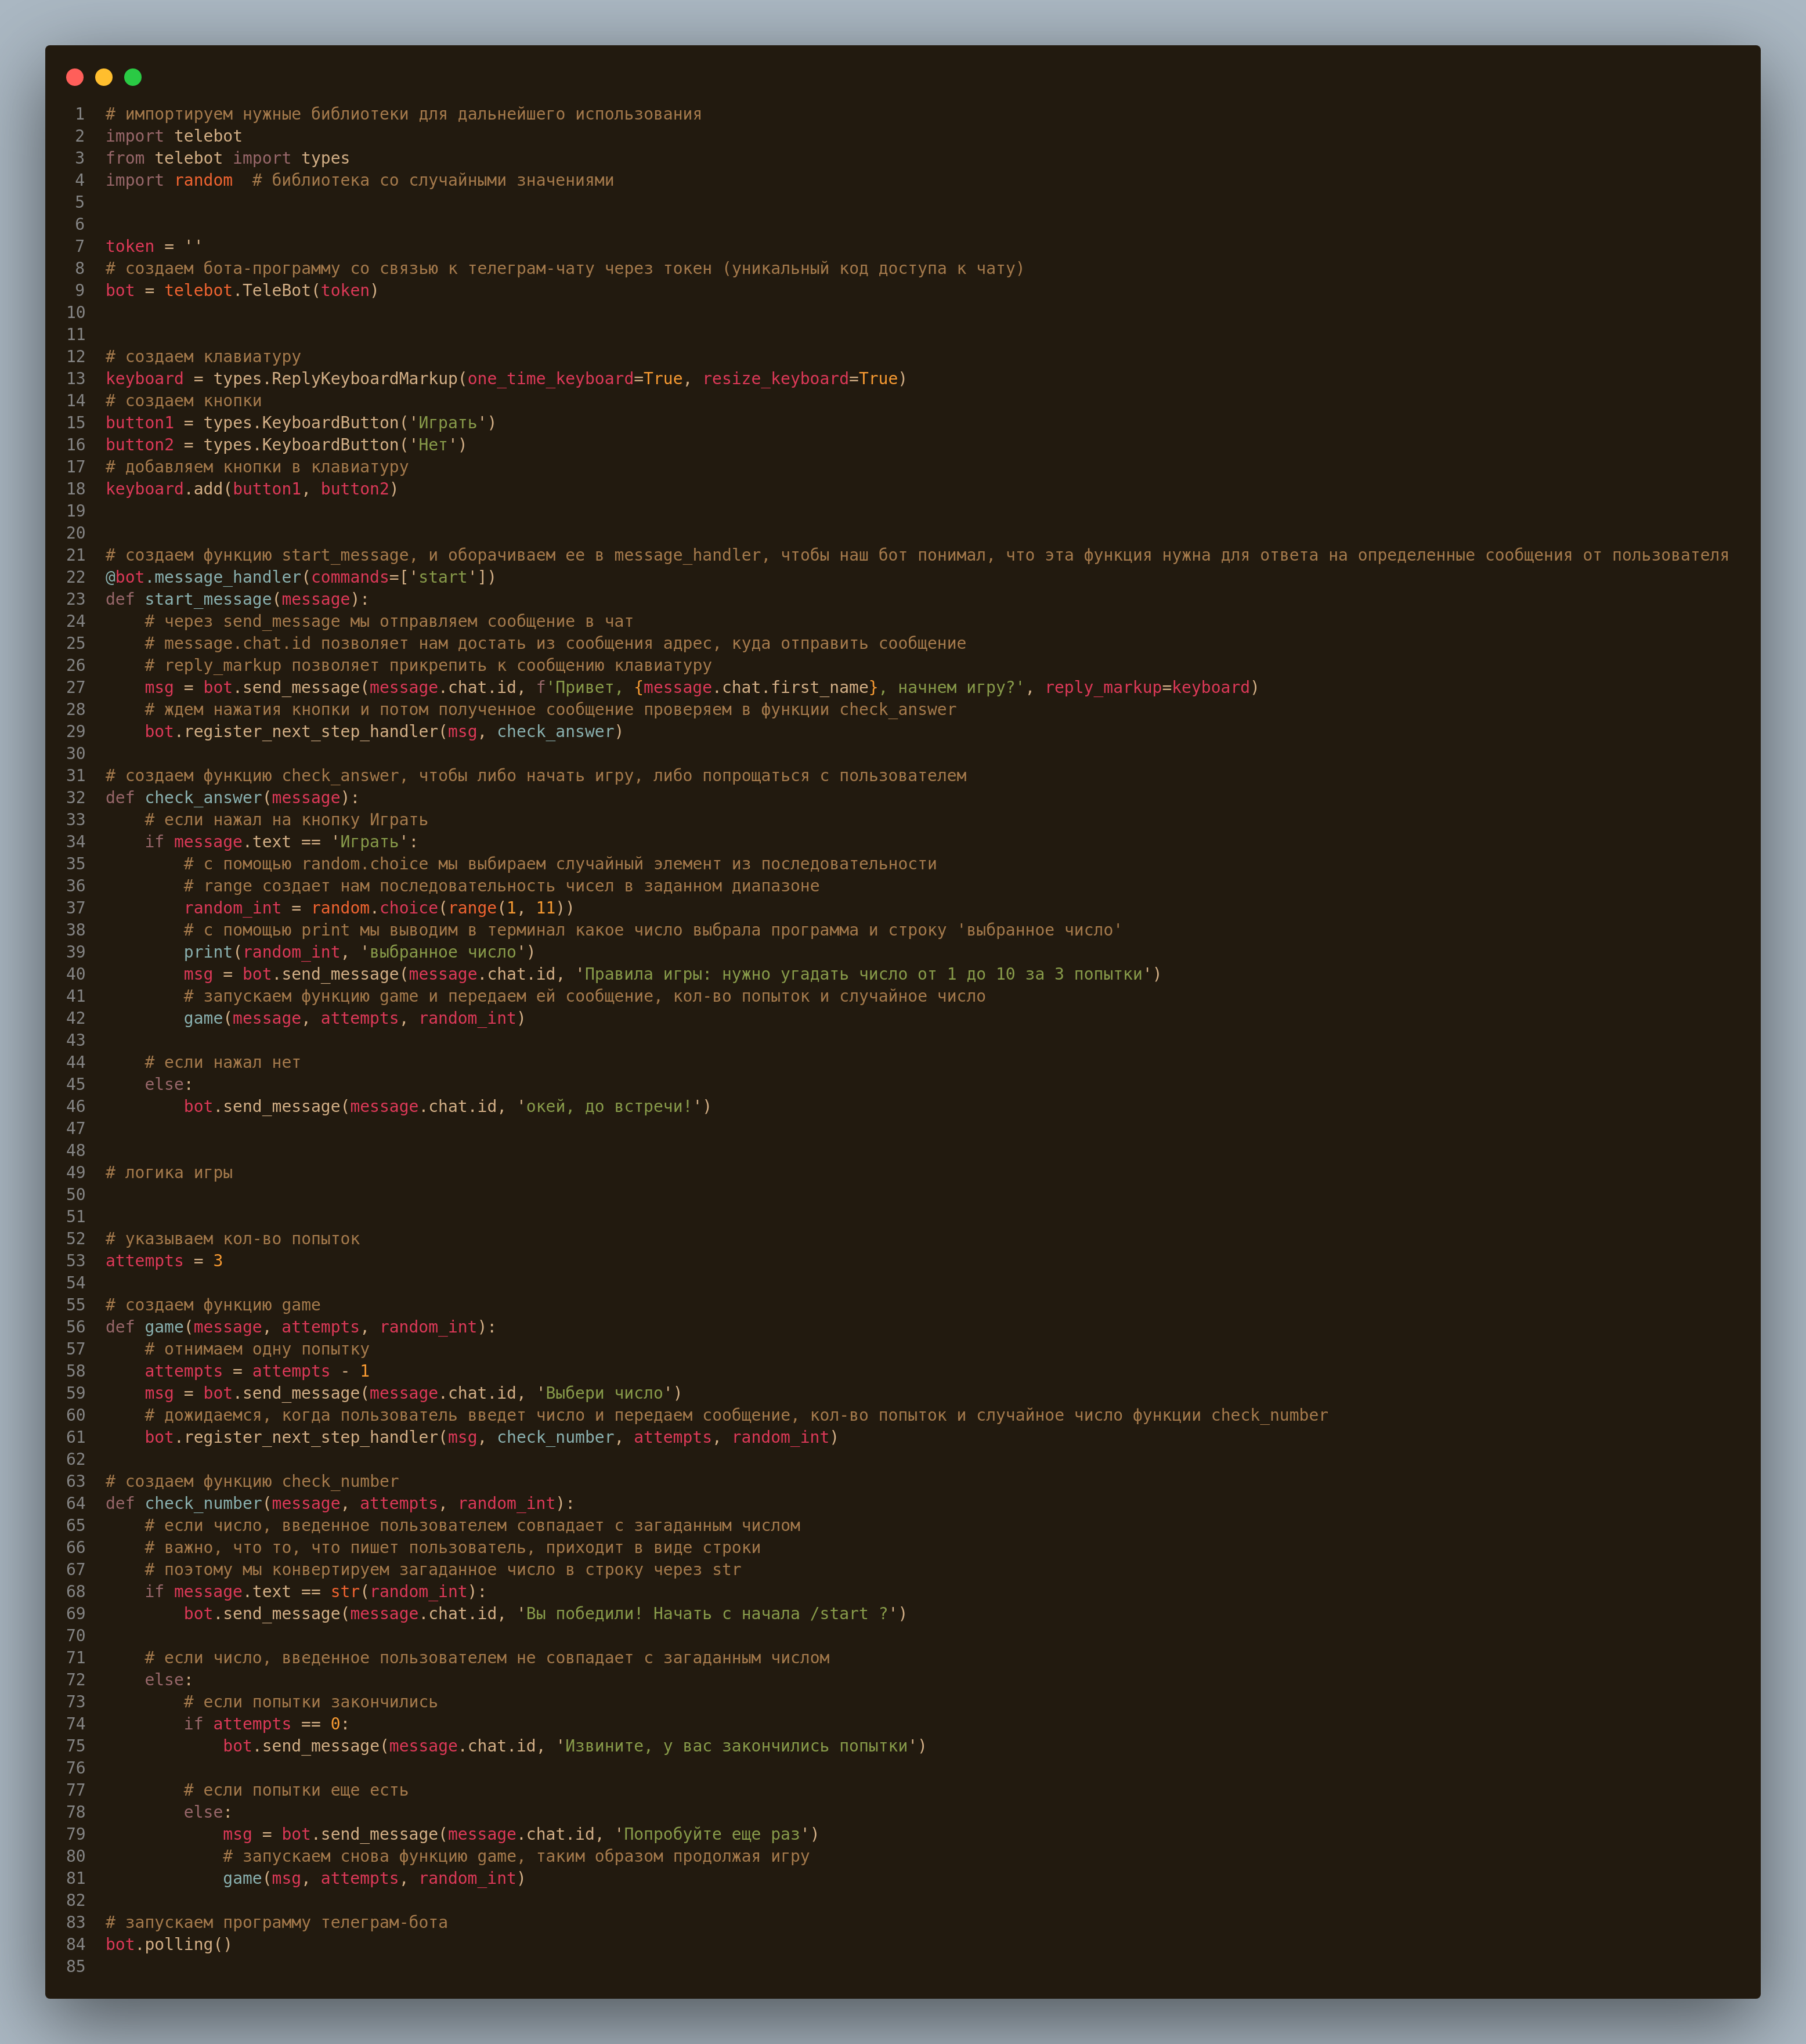 1 # импортируем нужные библиотеки для дальнейшего использования
2 import telebot
3 from telebot import types
4 import random  # библиотека со случайными значениями
5
6
7 token = ''
8 # создаем бота-программу со связью к телеграм-чату через токен (уникальный код доступа к чату)
9 bot = telebot.TeleBot(token)
10
11
12 # создаем клавиатуру
13 keyboard = types.ReplyKeyboardMarkup(one_time_keyboard=True, resize_keyboard=True)
14 # создаем кнопки
15 button1 = types.KeyboardButton('Играть')
16 button2 = types.KeyboardButton('Нет')
17 # добавляем кнопки в клавиатуру
18 keyboard.add(button1, button2)
19
20
21 # создаем функцию start_message, и оборачиваем ее в message_handler, чтобы наш бот понимал, что эта функция нужна для ответа на определенные сообщения от пользователя
22 @bot.message_handler(commands=['start'])
23 def start_message(message):
24     # через send_message мы отправляем сообщение в чат
25     # message.chat.id позволяет нам достать из сообщения адрес, куда отправить сообщение
26     # reply_markup позволяет прикрепить к сообщению клавиатуру
27     msg = bot.send_message(message.chat.id, f'Привет, {message.chat.first_name}, начнем игру?', reply_markup=keyboard)
28     # ждем нажатия кнопки и потом полученное сообщение проверяем в функции check_answer
29     bot.register_next_step_handler(msg, check_answer)
30
31 # создаем функцию check_answer, чтобы либо начать игру, либо попрощаться с пользователем
32 def check_answer(message):
33     # если нажал на кнопку Играть
34     if message.text == 'Играть':
35         # с помощью random.choice мы выбираем случайный элемент из последовательности
36         # range создает нам последовательность чисел в заданном диапазоне
37         random_int = random.choice(range(1, 11))
38         # с помощью print мы выводим в терминал какое число выбрала программа и строку 'выбранное число'
39         print(random_int, 'выбранное число')
40         msg = bot.send_message(message.chat.id, 'Правила игры: нужно угадать число от 1 до 10 за 3 попытки')
41         # запускаем функцию game и передаем ей сообщение, кол-во попыток и случайное число
42         game(message, attempts, random_int)
43
44     # если нажал нет
45     else:
46         bot.send_message(message.chat.id, 'окей, до встречи!')
47
48
49 # логика игры
50
51
52 # указываем кол-во попыток
53 attempts = 3
54
55 # создаем функцию game
56 def game(message, attempts, random_int):
57     # отнимаем одну попытку
58     attempts = attempts - 1
59     msg = bot.send_message(message.chat.id, 'Выбери число')
60     # дожидаемся, когда пользователь введет число и передаем сообщение, кол-во попыток и случайное число функции check_number
61     bot.register_next_step_handler(msg, check_number, attempts, random_int)
62
63 # создаем функцию check_number
64 def check_number(message, attempts, random_int):
65     # если число, введенное пользователем совпадает с загаданным числом
66     # важно, что то, что пишет пользователь, приходит в виде строки
67     # поэтому мы конвертируем загаданное число в строку через str
68     if message.text == str(random_int):
69         bot.send_message(message.chat.id, 'Вы победили! Начать с начала /start ?')
70
71     # если число, введенное пользователем не совпадает с загаданным числом
72     else:
73         # если попытки закончились
74         if attempts == 0:
75             bot.send_message(message.chat.id, 'Извините, у вас закончились попытки')
76
77         # если попытки еще есть
78         else:
79             msg = bot.send_message(message.chat.id, 'Попробуйте еще раз')
80             # запускаем снова функцию game, таким образом продолжая игру
81             game(msg, attempts, random_int)
82
83 # запускаем программу телеграм-бота
84 bot.polling()
85